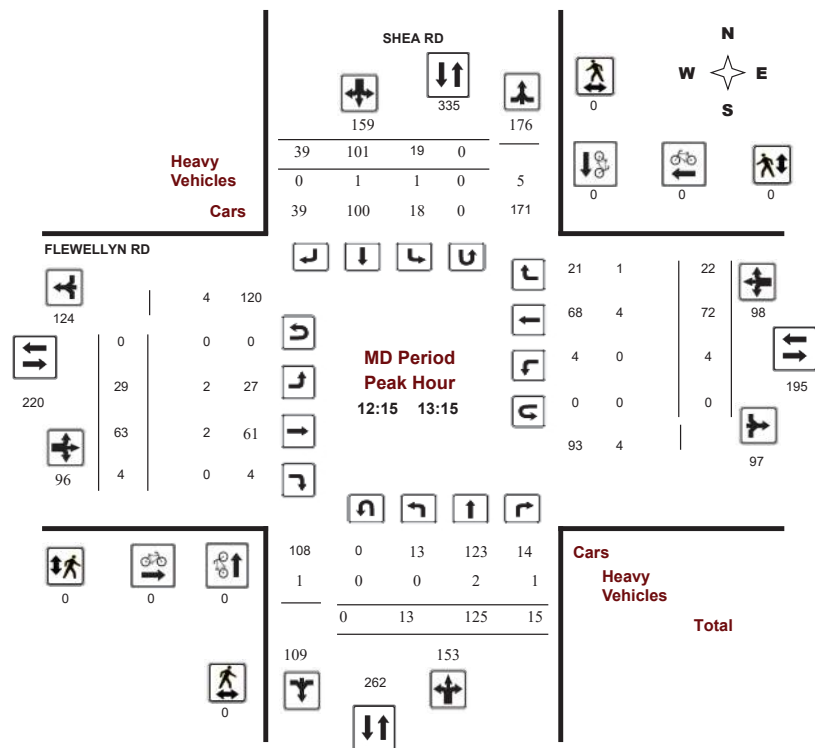 SHEA RD
N
W E
S
335
0
159
176
39 101 19 0
Heavy
Vehicles
0 1 1 0 5
Cars
39 100 18 0 171
0 0 0
FLEWELLYN RD
124
4 120
0 0 0
220
29 2 27
63 2 61
96
4 0 4
MD Period
Peak Hour
12:15 13:15
21 1 22
68 4 72 98
4 0 4
195
0 0 0
93 4
97
108 0 13 123 14
Cars
1 0 0 2 1
Heavy
Vehicles
0 13 125 15
Total
0 0 0
109 153
262
0